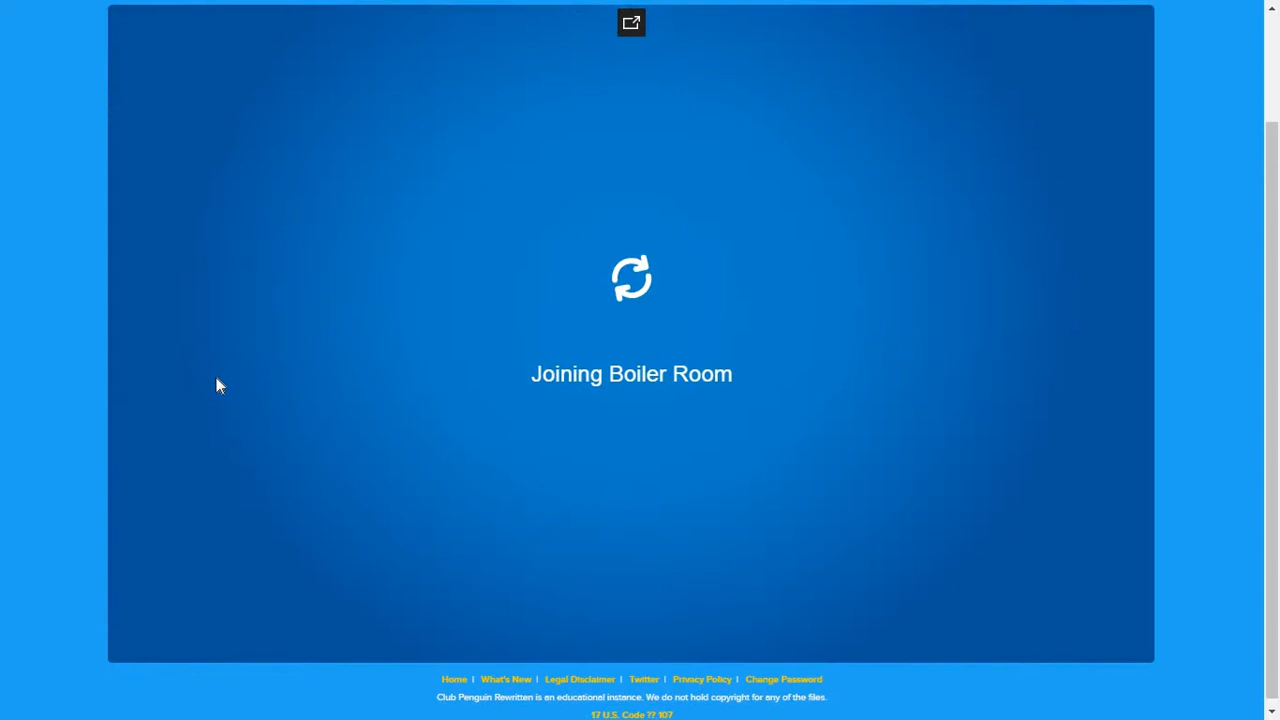 Joining Boiler Room
Home | What's New | Legal Disclaimer | Twitter | Privacy Policy | Change Password
Club Penguin Rewritten is an educational instance. We do not hold copyright for any of the files.
17 U.S. Code ?? 107